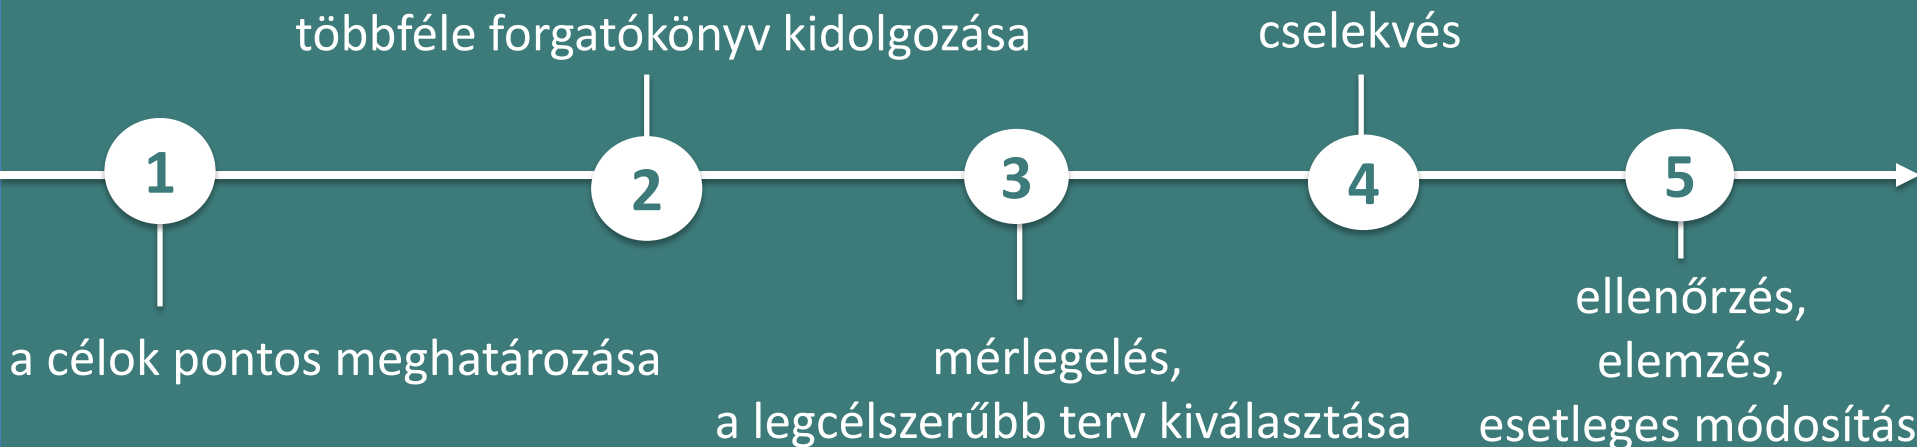 többféle forgatókönyv kidolgozása
cselekvés
1
2
3
4
5
a célok pontos meghatározása
mérlegelés,
a legcélszerűbb terv kiválasztása
ellenőrzés,
elemzés,
esetleges módosítás